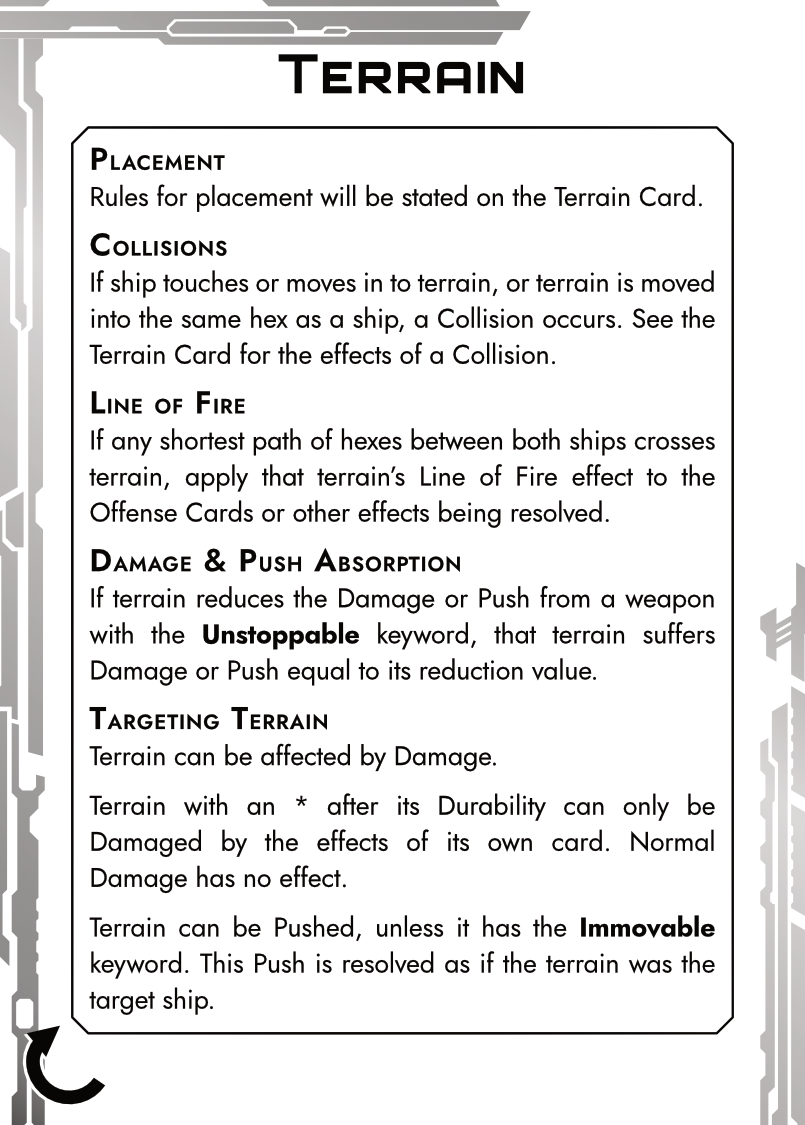 TERRAIN
PLACEMENT
Rules for placement will be stated on the Terrain Card.
COLLISIONS
If ship touches or moves in to terrain, or terrain is moved
into the same hex as a ship, a Collision occurs. See the
Terrain Card for the effects of a Collision.
LINE OF FIRE
If any shortest path of hexes between both ships crosses
terrain, apply that terrain's Line of Fire effect to the
Offense Cards or other effects being resolved.
DAMAGE & PUSH ABSORPTION
If terrain reduces the Damage or Push from a weapon
with the Unstoppable keyword, that terrain suffers
Damage or Push equal to its reduction value.
TARGETING TERRAIN
Terrain can be affected by Damage.
Terrain with an * after its Durability can only be
Damaged by the effects of its own card. Normal
Damage has no effect.
Terrain can be Pushed, unless it has the Immovable
keyword. This Push is resolved as if the terrain was the
target ship.